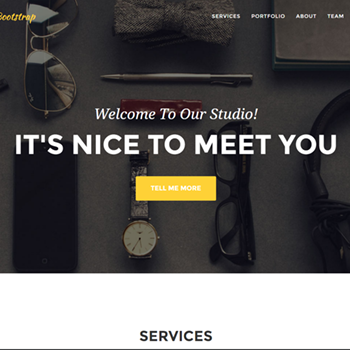 Bootstrap
SERVICES PORTFOLIO ABOUT TEAM
Welcome To Our Studio!
IT'S NICE TO MEET YOU
TELL ME MORE
SERVICES